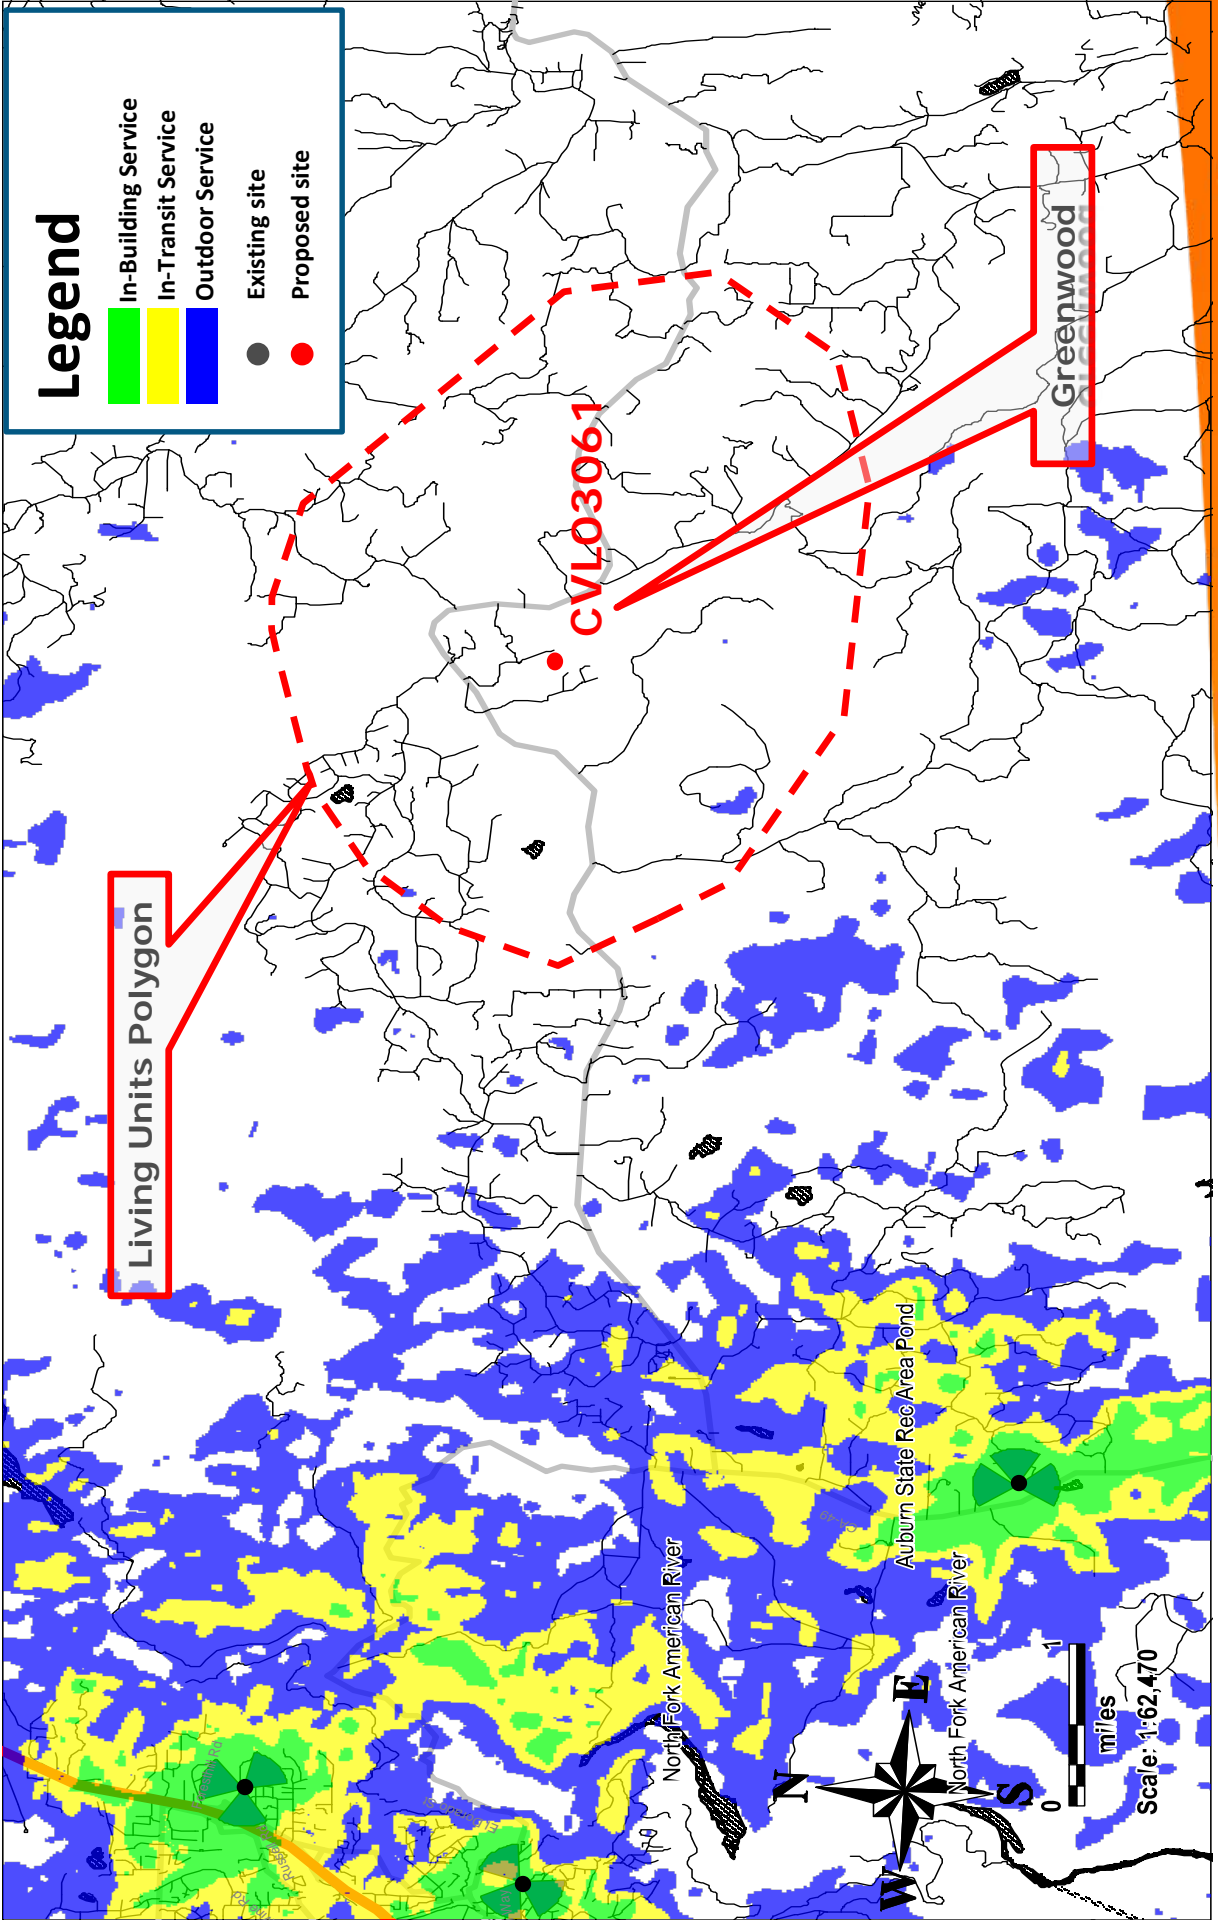 Legend
In-Building Service
In-Transit Service
Outdoor Service
Existing site
Proposed site
Living Units Polygon
CVL03061
Greenwood
Auburn State Rec Area Pond
CA-49
North Fork American River
North Fork American River
N
E
S
W
0
1
miles
Scale: 1:62,470